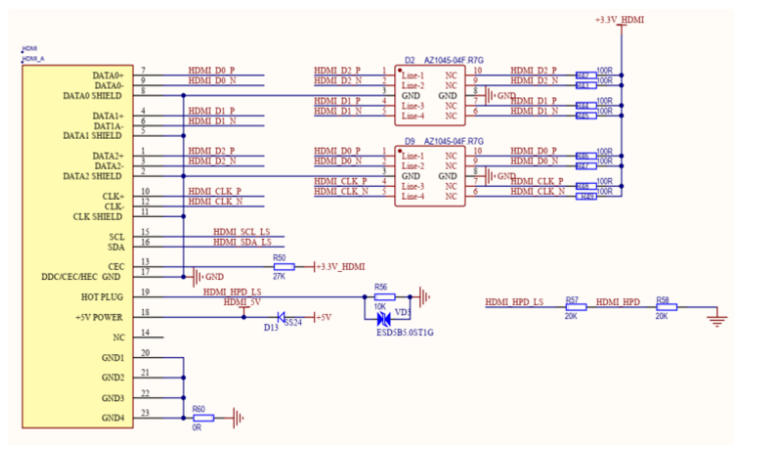 +3.3V_HDMI
HDMI
HDMI_A
D2 AZ1045-04F.R7G
DATA0+ 7 HDMI_D0_P HDMI_D2_P 1 Line-1 NC 10 HDMI_D2_P 100R
DATA0- 9 HDMI_D0_N HDMI_D2_N 2 Line-2 NC 9 HDMI_D2_N 100R
DATA0 SHIELD 8 3 GND GND 8 GND
HDMI_D1_P 4 Line-3 NC 7 HDMI_D1_P 100R
DATA1+ 4 HDMI_D1_P HDMI_D1_N 5 Line-4 NC 6 HDMI_D1_N 100R
DAT1A- 6 HDMI_D1_N
DATA1 SHIELD 5
D9 AZ1045-04F.R7G
DATA2+ 1 HDMI_D2_P HDMI_D0_P 1 Line-1 NC 10 HDMI_D0_P 100R
DATA2- 3 HDMI_D2_N HDMI_D0_N 2 Line-2 NC 9 HDMI_D0_N 100R
DATA2 SHIELD 2 3 GND GND 8 GND
HDMI_CLK_P 4 Line-3 NC 7 HDMI_CLK_P 100R
CLK+ 10 HDMI_CLK_P HDMI_CLK_N 5 Line-4 NC 6 HDMI_CLK_N 100R
CLK- 12 HDMI_CLK_N
CLK SHIELD 11
SCL 15 HDMI_SCL_LS
SDA 16 HDMI_SDA_LS
CEC 13 R50 27K +3.3V_HDMI
DDC/CEC/HEC GND 17 GND
HOT PLUG 19 HDMI_HPD_LS R56 10K
HDMI_5V
VD5
ESD5B5.0ST1G
HDMI_HPD_LS R57 20K HDMI_HPD R58 20K
+5V POWER 18 D13 SS24 +5V
NC 14
GND1 20
GND2 21
GND3 22
GND4 23 R60 0R